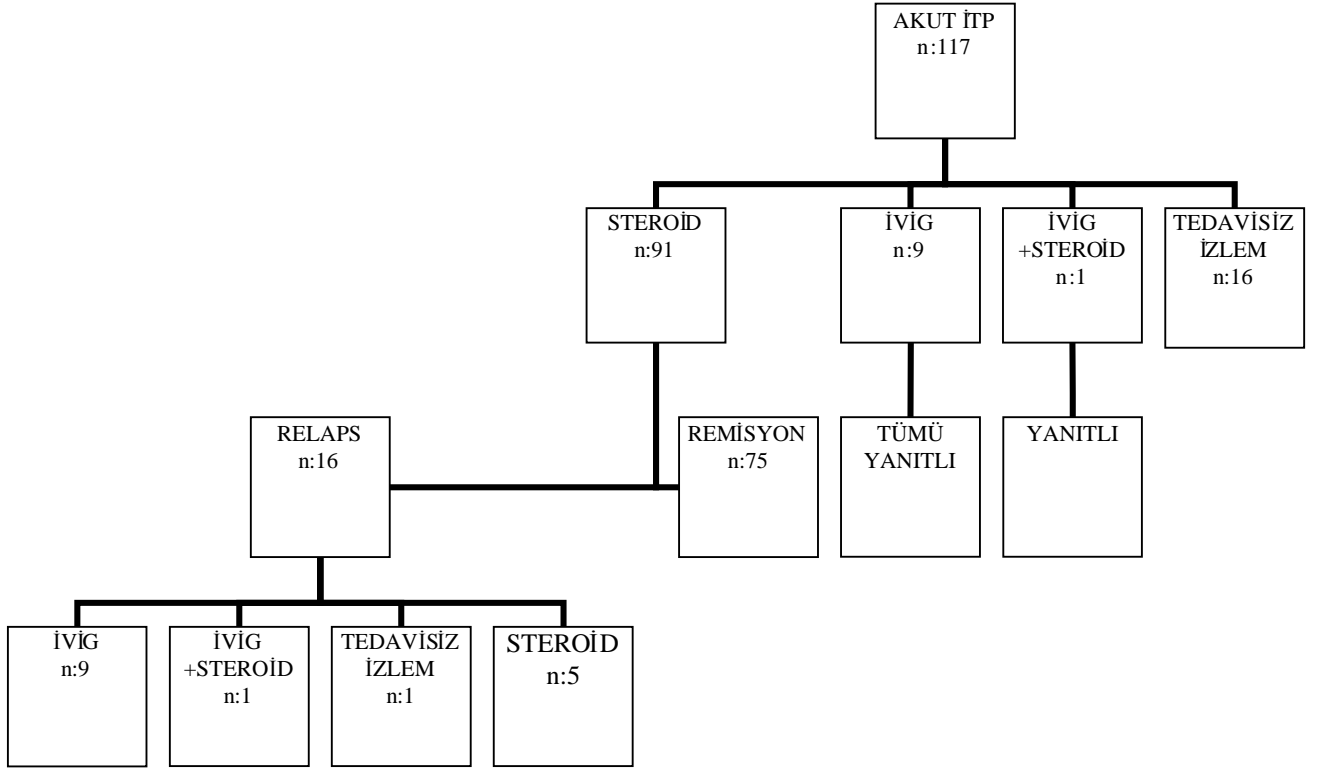 AKUT İTP
n:117
STEROİD
n:91
İVİG
n:9
İVİG
+STEROİD
n:1
TEDAVİSİZ
İZLEM
n:16
RELAPS
n:16
REMİSYON
n:75
TÜMÜ
YANITLI
YANITLI
İVİG
n:9
İVİG
+STEROİD
n:1
TEDAVİSİZ
İZLEM
n:1
STEROİD
n:5